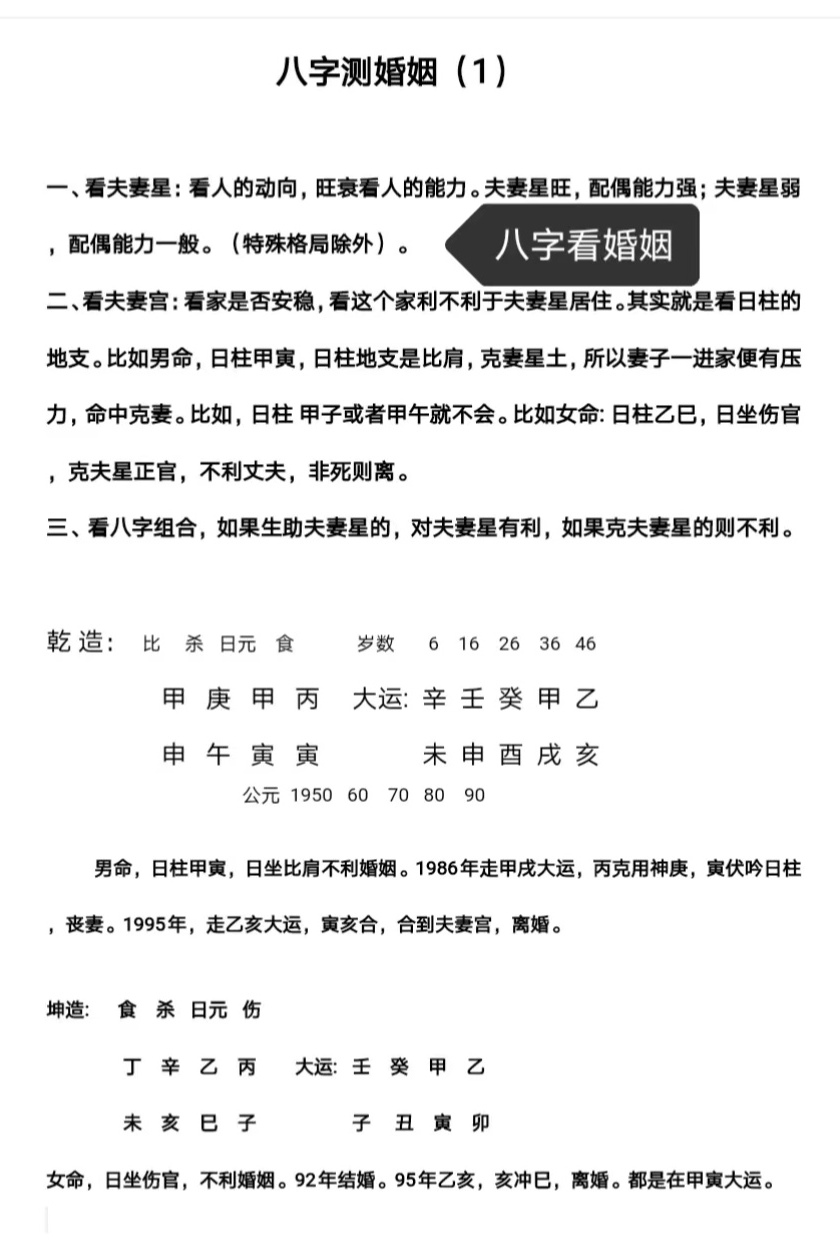 八字测婚姻（1）
一、看夫妻星：看人的动向，旺衰看人的能力。夫妻星旺，配偶能力强；夫妻星弱
，配偶能力一般。（特殊格局除外）。
八字看婚姻
二、看夫妻宫：看家是否安稳，看这个家利不利于夫妻星居住。其实就是看日柱的
地支。比如男命，日柱甲寅，日柱地支是比肩，克妻星土，所以妻子一进家便有压
力，命中克妻。比如，日柱 甲子或者甲午就不会。比如女命: 日柱乙巳，日坐伤官
，克夫星正官，不利丈夫，非死则离。
三、看八字组合，如果生助夫妻星的，对夫妻星有利，如果克夫妻星的则不利。
乾 造： 比 杀 日元 食 岁数 6 16 26 36 46
甲 庚 甲 丙 大运: 辛 壬 癸 甲 乙
申 午 寅 寅 未 申 酉 戌 亥
公元 1950 60 70 80 90
男命，日柱甲寅，日坐比肩不利婚姻。1986年走甲戌大运，丙克用神庚，寅伏吟日柱
，丧妻。1995年，走乙亥大运，寅亥合，合到夫妻宫，离婚。
坤造: 食 杀 日元 伤
丁 辛 乙 丙 大运: 壬 癸 甲 乙
未 亥 巳 子 子 丑 寅 卯
女命，日坐伤官，不利婚姻。92年结婚。95年乙亥，亥冲巳，离婚。都是在甲寅大运。